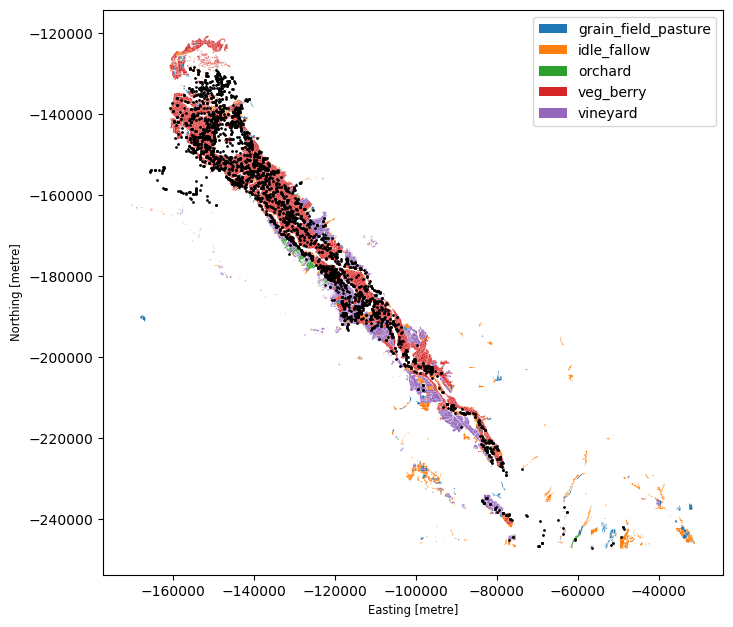 grain_field_pasture
idle_fallow
orchard
veg_berry
vineyard
−120000
−140000
−160000
−180000
−200000
−220000
−240000
Northing [metre]
−160000 −140000 −120000 −100000 −80000 −60000 −40000
Easting [metre]